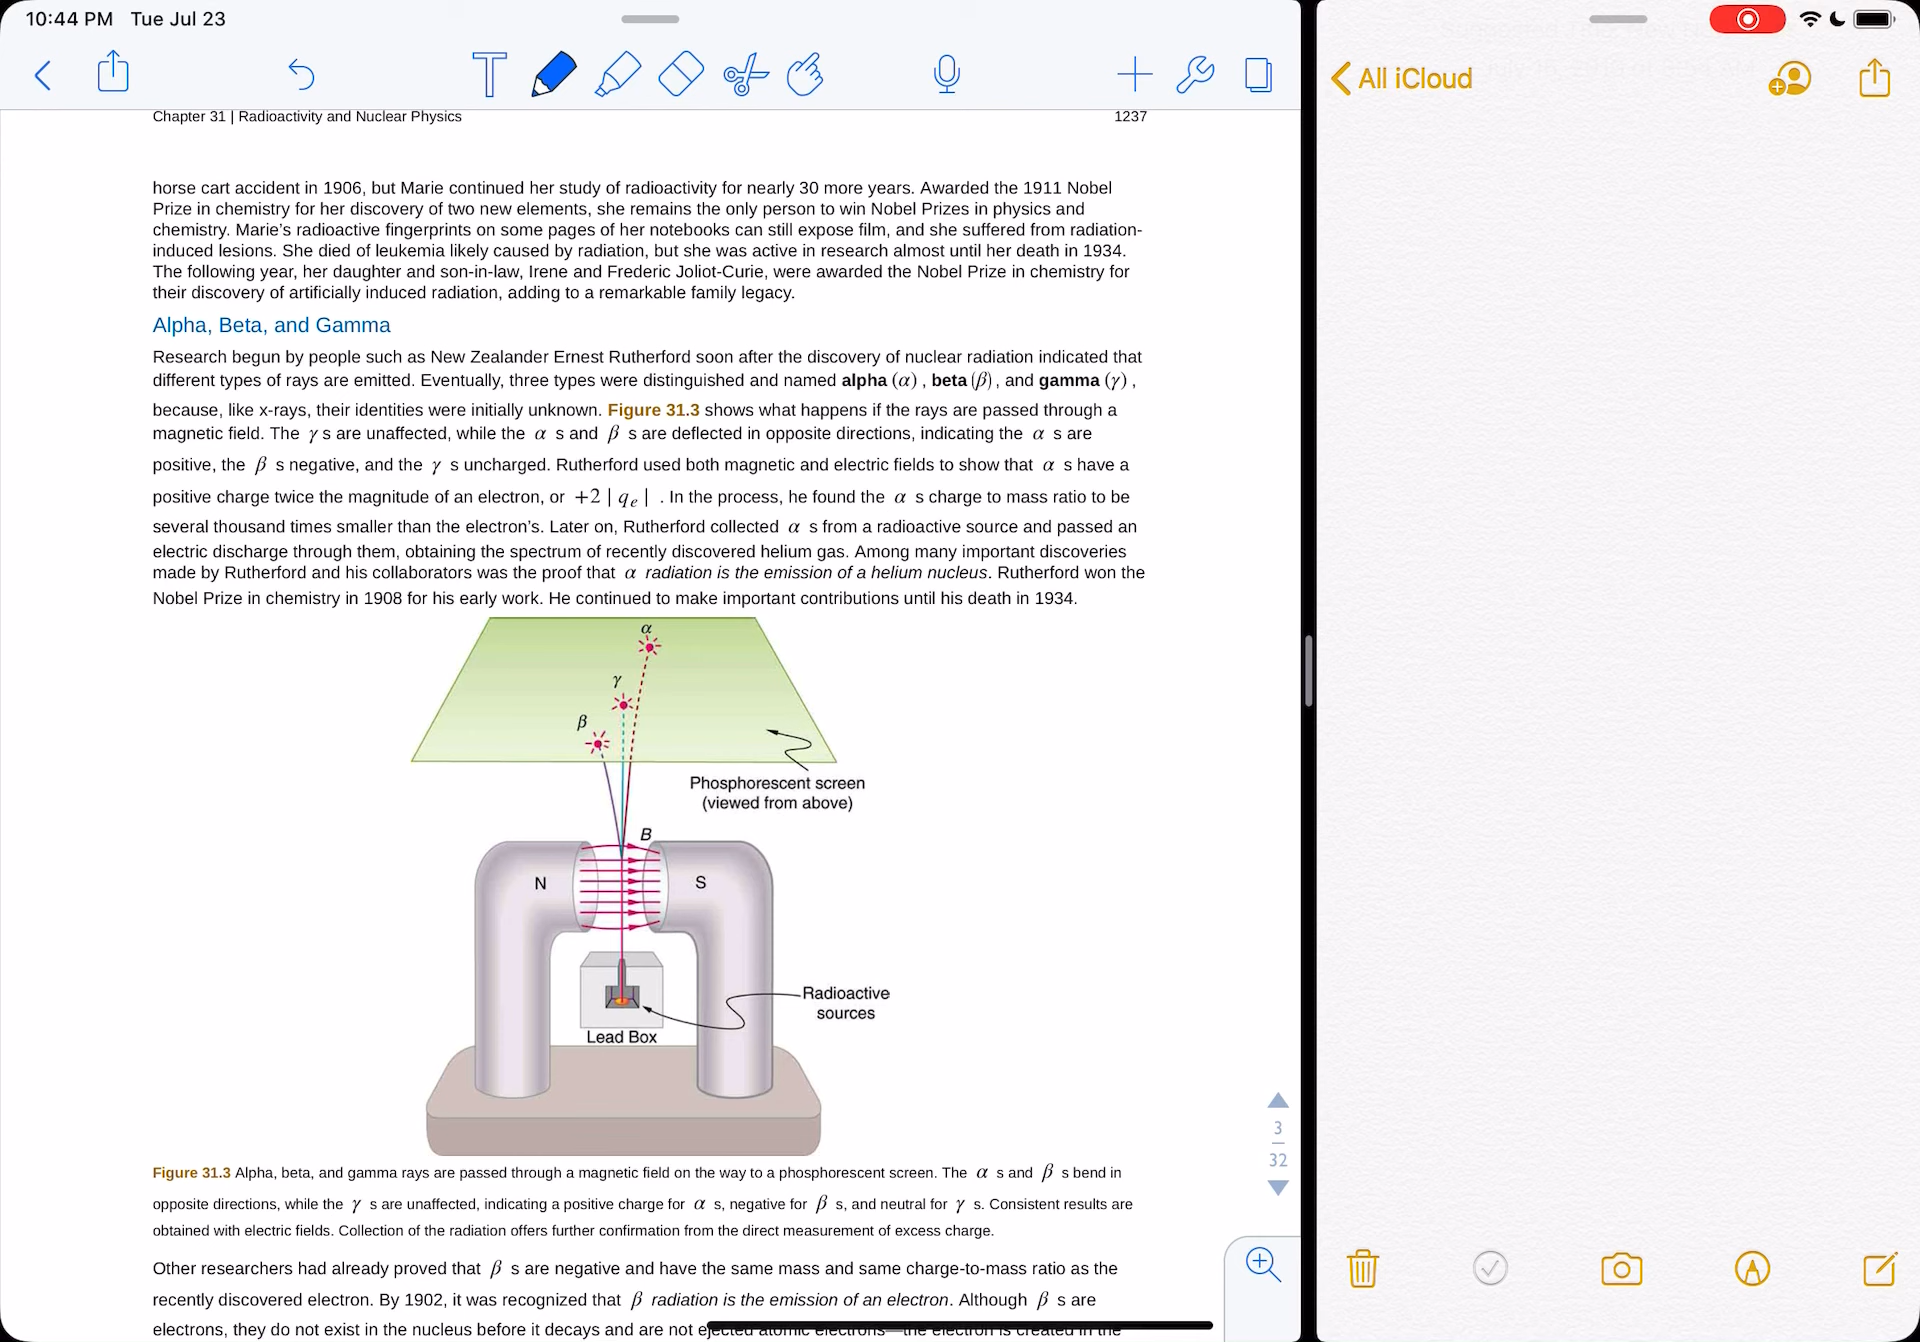 10:44 PM Tue Jul 23
All iCloud
Chapter 31 | Radioactivity and Nuclear Physics 1237
horse cart accident in 1906, but Marie continued her study of radioactivity for nearly 30 more years. Awarded the 1911 Nobel
Prize in chemistry for her discovery of two new elements, she remains the only person to win Nobel Prizes in physics and
chemistry. Marie's radioactive fingerprints on some pages of her notebooks can still expose film, and she suffered from radiation-
induced lesions. She died of leukemia likely caused by radiation, but she was active in research almost until her death in 1934.
The following year, her daughter and son-in-law, Irene and Frederic Joliot-Curie, were awarded the Nobel Prize in chemistry for
their discovery of artificially induced radiation, adding to a remarkable family legacy.
Alpha, Beta, and Gamma
Research begun by people such as New Zealander Ernest Rutherford soon after the discovery of nuclear radiation indicated that
different types of rays are emitted. Eventually, three types were distinguished and named alpha (α) , beta (β) , and gamma (γ) ,
because, like x-rays, their identities were initially unknown. Figure 31.3 shows what happens if the rays are passed through a
magnetic field. The γ s are unaffected, while the α s and β s are deflected in opposite directions, indicating the α s are
positive, the β s negative, and the γ s uncharged. Rutherford used both magnetic and electric fields to show that α s have a
positive charge twice the magnitude of an electron, or +2 | qe | . In the process, he found the α s charge to mass ratio to be
several thousand times smaller than the electron's. Later on, Rutherford collected α s from a radioactive source and passed an
electric discharge through them, obtaining the spectrum of recently discovered helium gas. Among many important discoveries
made by Rutherford and his collaborators was the proof that α radiation is the emission of a helium nucleus. Rutherford won the
Nobel Prize in chemistry in 1908 for his early work. He continued to make important contributions until his death in 1934.
α
γ
β
Phosphorescent screen
(viewed from above)
B
N
S
Radioactive
sources
Lead Box
3
32
Figure 31.3 Alpha, beta, and gamma rays are passed through a magnetic field on the way to a phosphorescent screen. The α s and β s bend in
opposite directions, while the γ s are unaffected, indicating a positive charge for α s, negative for β s, and neutral for γ s. Consistent results are
obtained with electric fields. Collection of the radiation offers further confirmation from the direct measurement of excess charge.
Other researchers had already proved that β s are negative and have the same mass and same charge-to-mass ratio as the
recently discovered electron. By 1902, it was recognized that β radiation is the emission of an electron. Although β s are
electrons, they do not exist in the nucleus before it decays and are not ejected atomic electrons—the electron is created in the